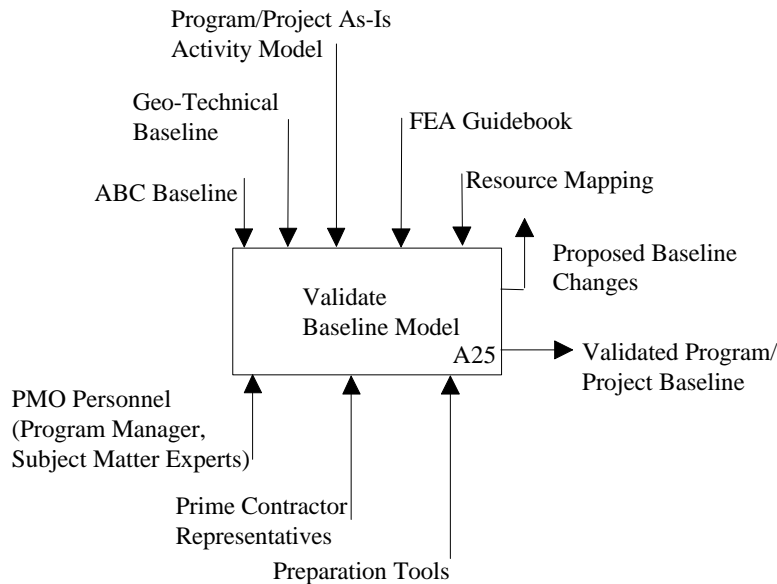 Program/Project As-Is
Activity Model
Geo-Technical
Baseline
FEA Guidebook
ABC Baseline
Resource Mapping
Proposed Baseline
Changes
Validate
Baseline Model
A25
Validated Program/
Project Baseline
PMO Personnel
(Program Manager,
Subject Matter Experts)
Prime Contractor
Representatives
Preparation Tools